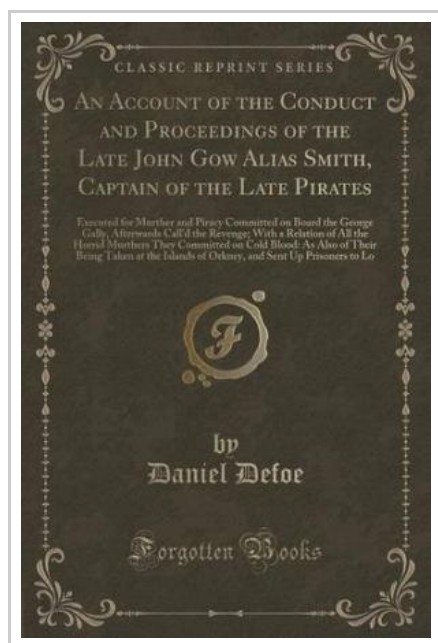 CLASSIC REPRINT SERIES
AN ACCOUNT OF THE CONDUCT
AND PROCEEDINGS OF THE
LATE JOHN GOW ALIAS SMITH,
CAPTAIN OF THE LATE PIRATES
Executed for Murther and Piracy Committed on Board the George
Gally, Afterwards Call'd the Revenge; With a Relation of All the
Horrid Murthers They Committed on Cold Blood: As Also of Their
Being Taken at the Islands of Orkney, and Sent Up Prisoners to Lo
F
by
Daniel Defoe
Forgotten Books